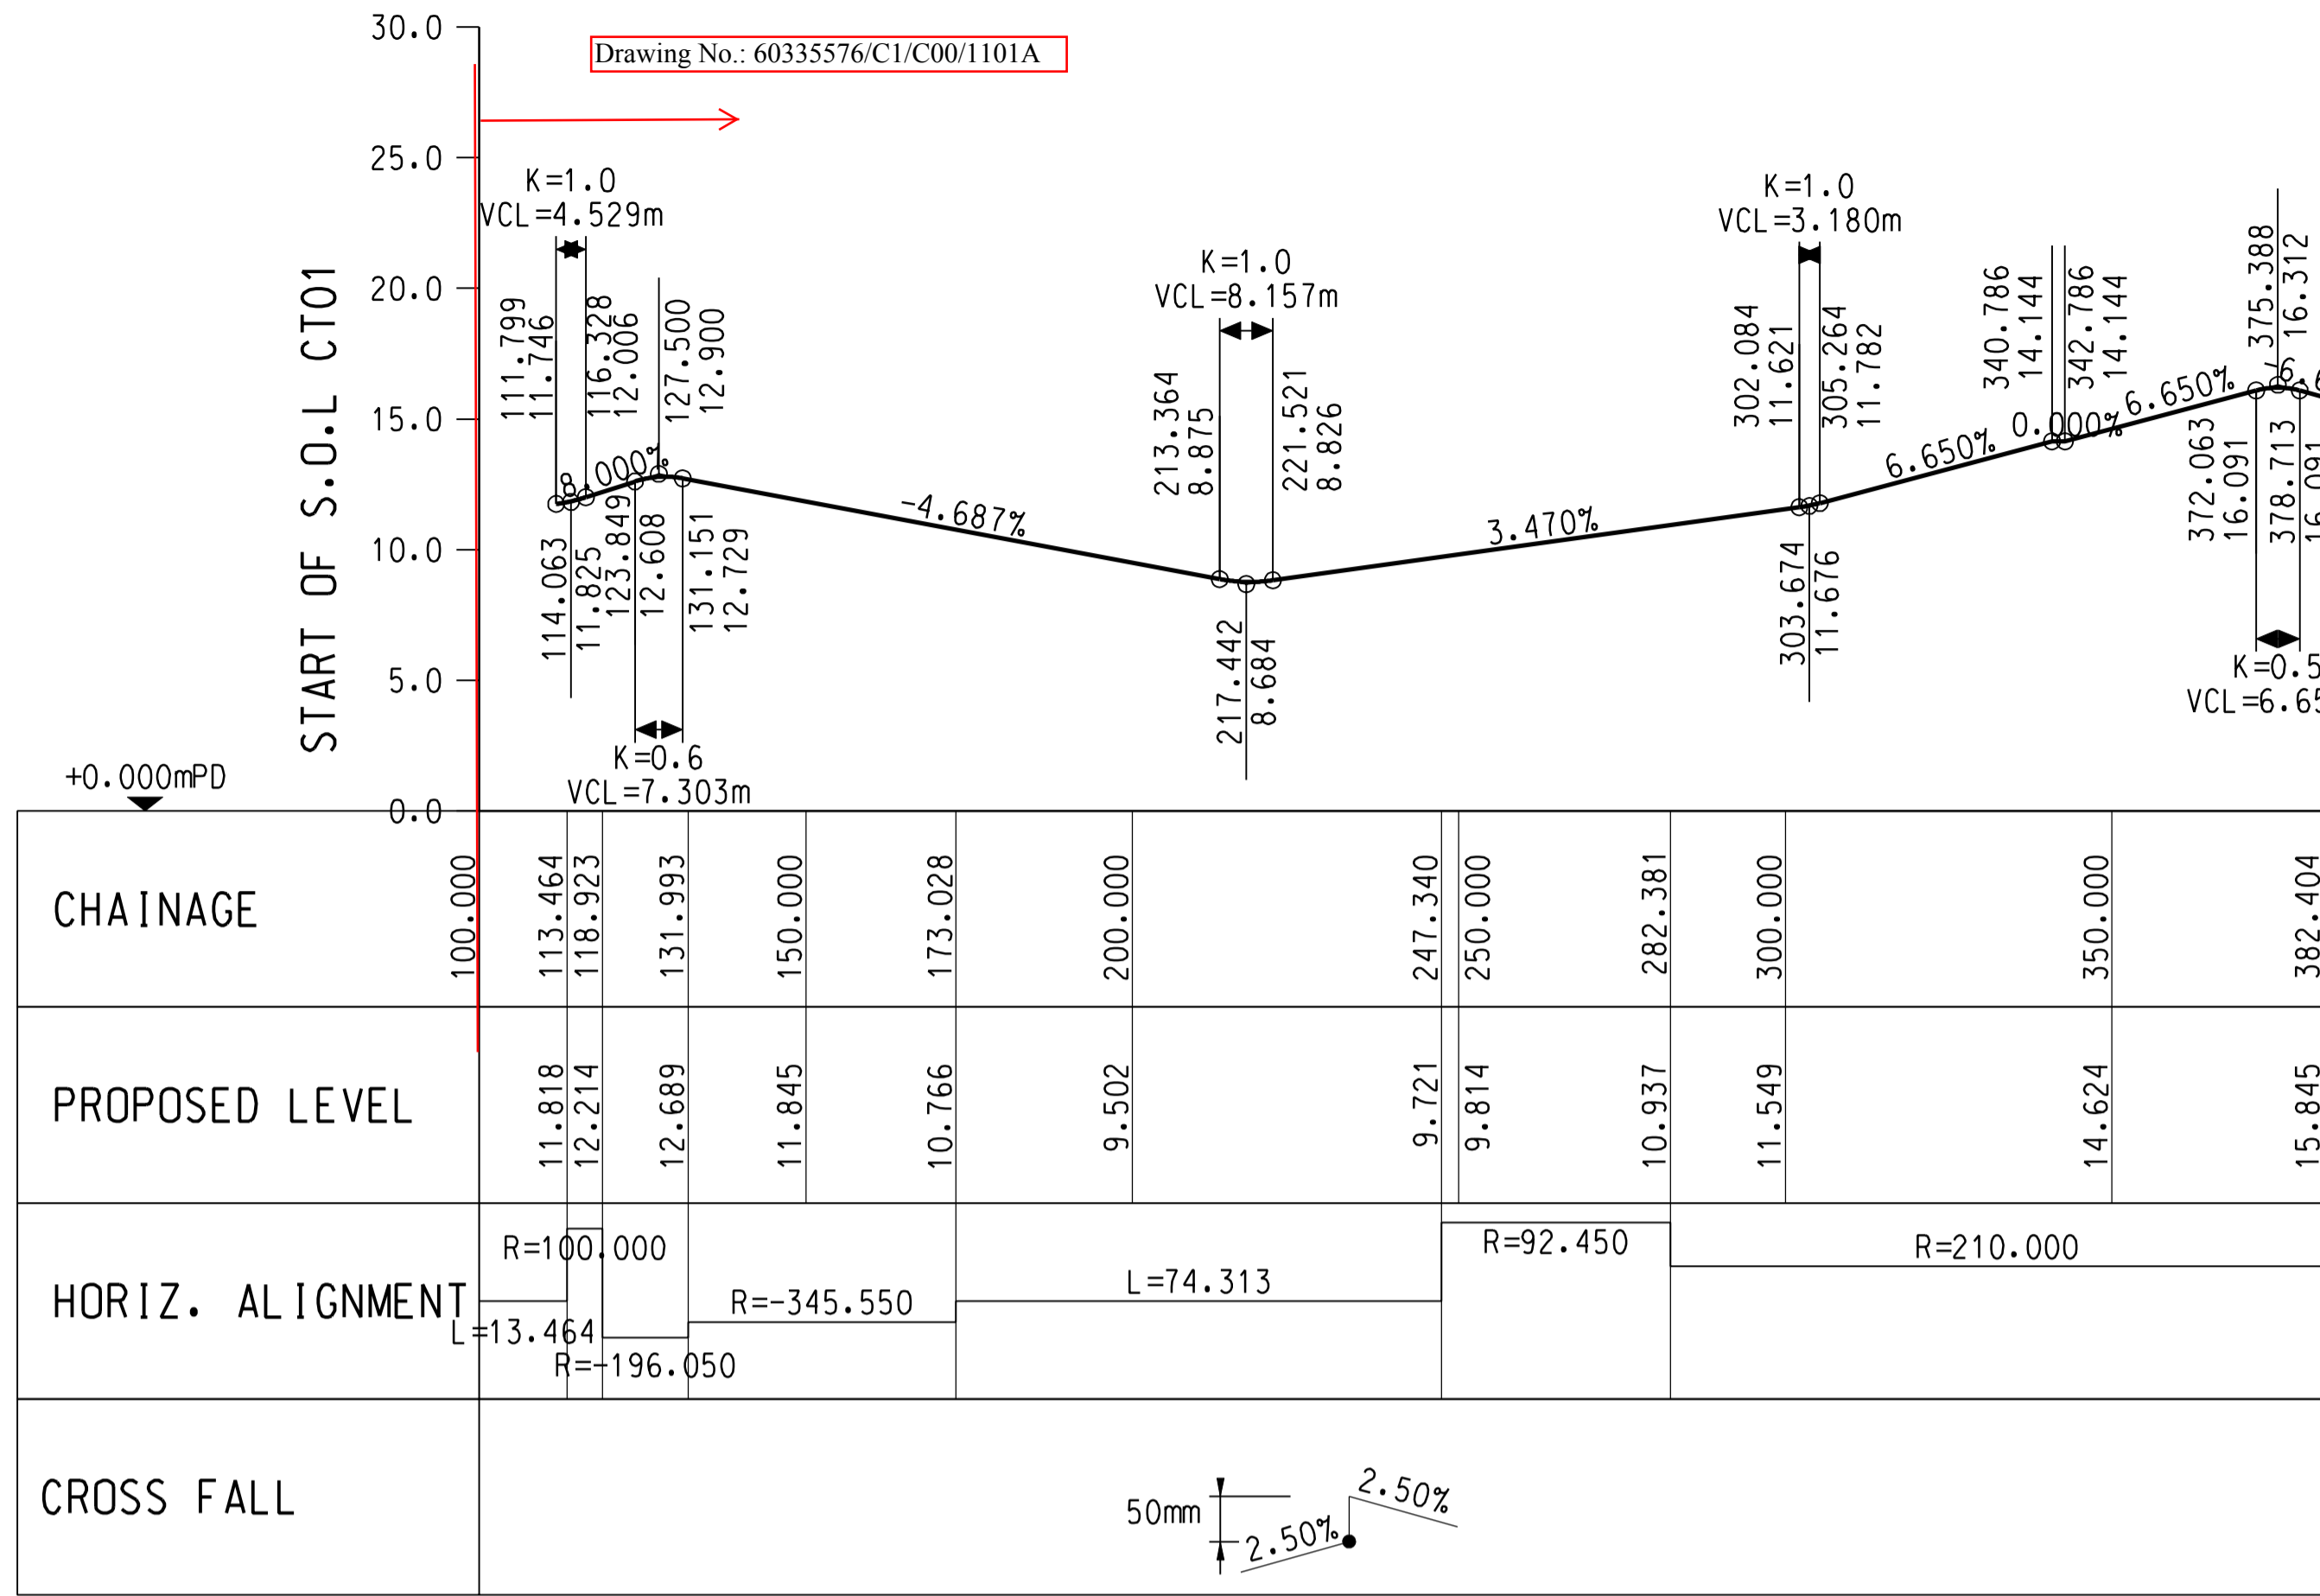 30.0
Drawing No.: 60335576/C1/C00/1101A
25.0
20.0
15.0
10.0
5.0
0.0
START OF S.O.L CT01
+0.000mPD
K=1.0
VCL=4.529m
111.799
11.746
116.328
12.006
127.500
12.900
8.000%
114.063
11.825
123.849
12.608
131.151
12.729
K=0.6
VCL=7.303m
-4.687%
K=1.0
VCL=8.157m
213.364
8.875
221.521
8.826
217.442
8.684
3.470%
K=1.0
VCL=3.180m
302.084
11.621
305.264
11.782
303.674
11.676
6.650%
340.786
14.144
342.786
14.144
0.000%
6.650%
375.388
16.312
372.063
16.091
378.713
16.091
K=0.5
VCL=6.65
CHAINAGE
100.000
113.464
118.923
131.993
150.000
173.028
200.000
247.340
250.000
282.381
300.000
350.000
382.404
PROPOSED LEVEL
11.818
12.214
12.689
11.845
10.766
9.502
9.721
9.814
10.937
11.549
14.624
15.845
HORIZ. ALIGNMENT
L=13.464
R=100.000
R=-196.050
R=-345.550
L=74.313
R=92.450
R=210.000
CROSS FALL
50mm
2.50%
2.50%